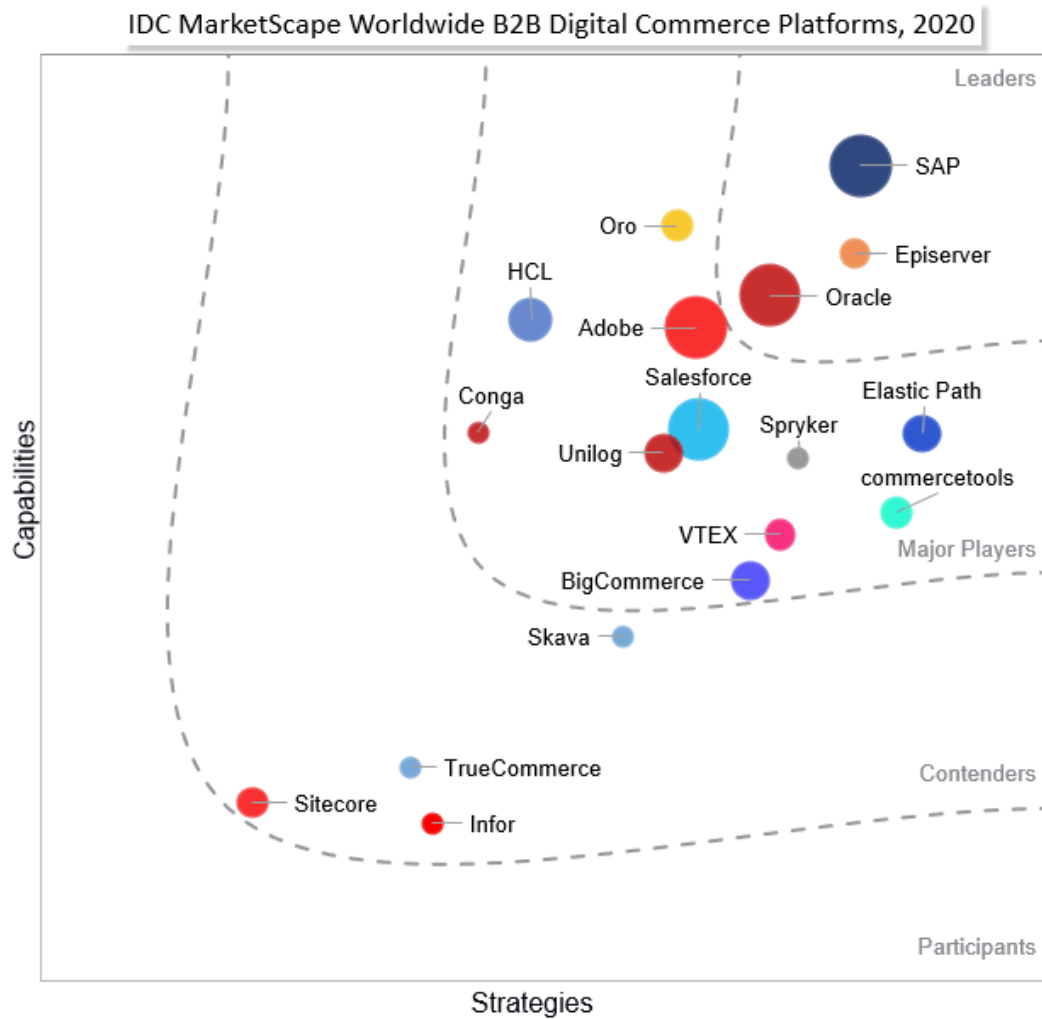 IDC MarketScape Worldwide B2B Digital Commerce Platforms, 2020
Leaders
SAP
Oro
Episerver
HCL
Oracle
Adobe
Salesforce
Conga
Elastic Path
Spryker
Unilog
commercetools
Capabilities
VTEX
Major Players
BigCommerce
Skava
TrueCommerce
Contenders
Sitecore
Infor
Participants
Strategies